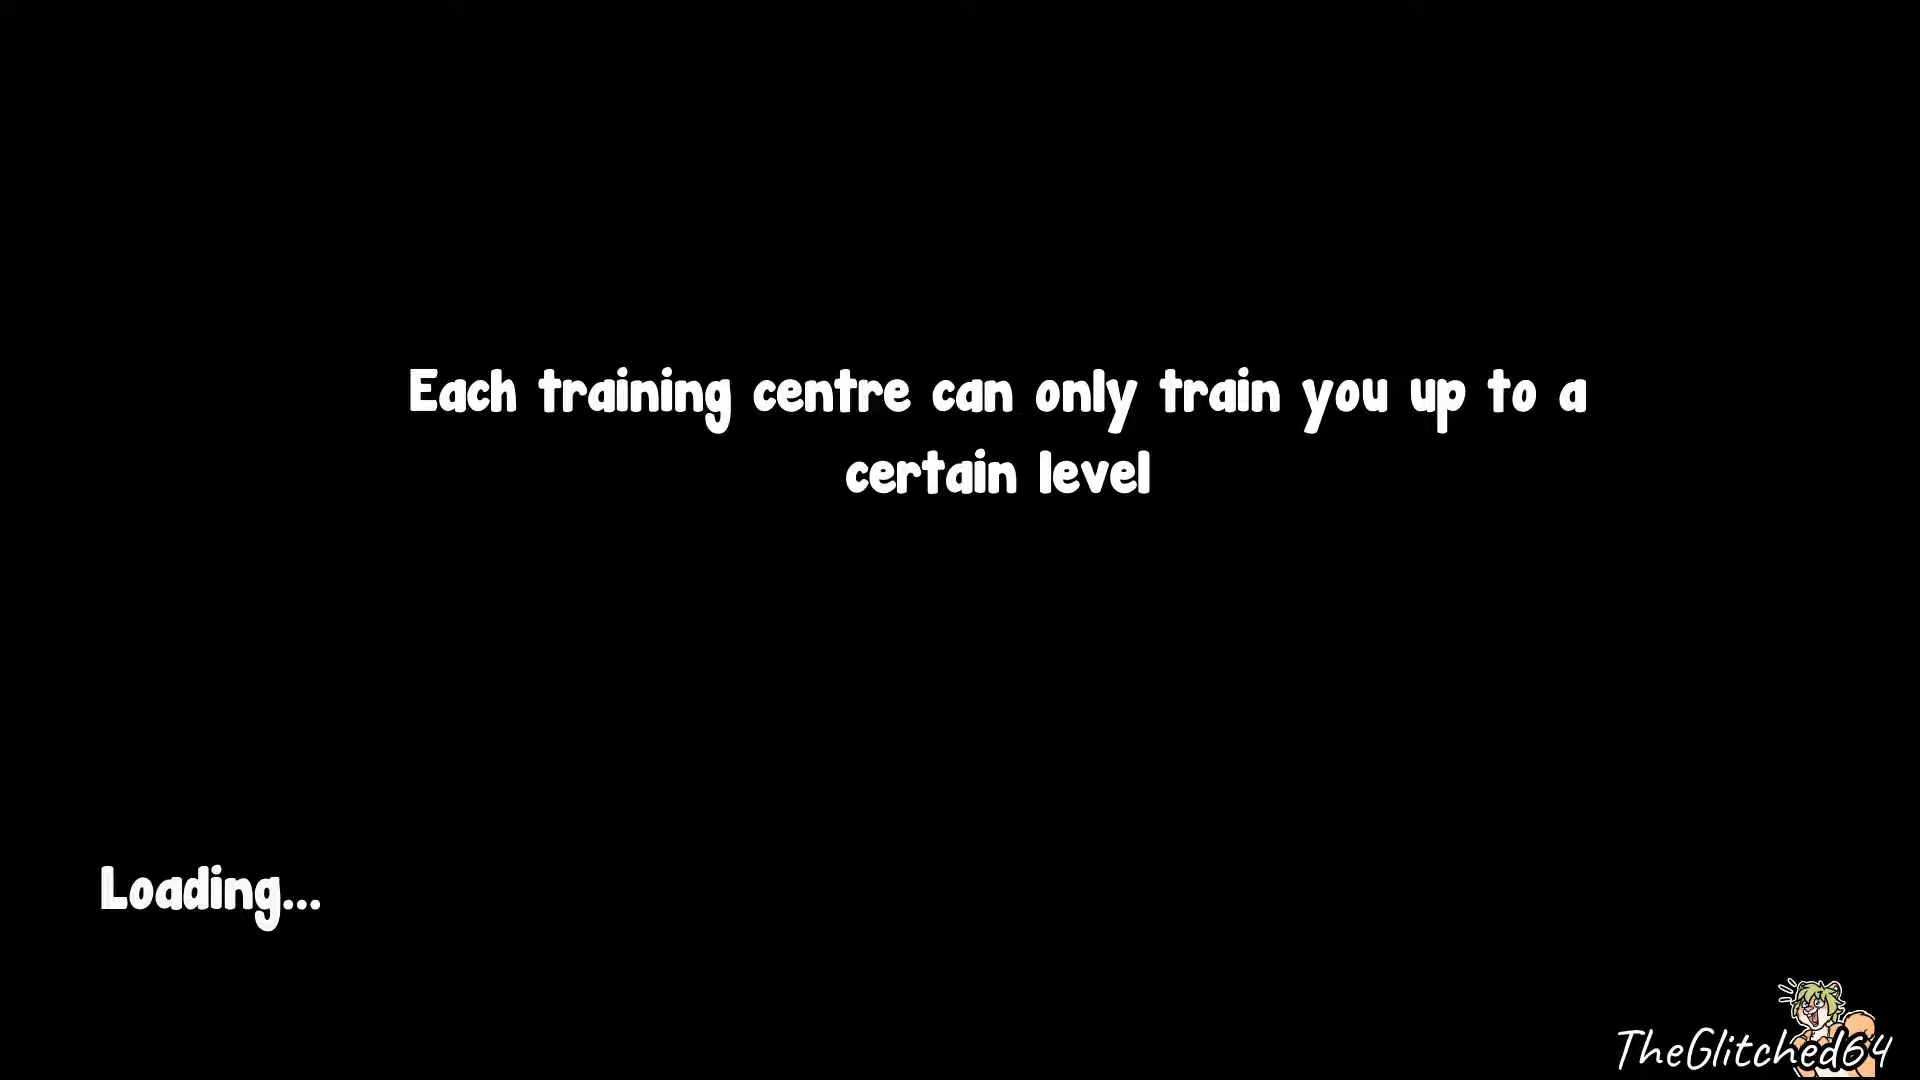 Each training centre can only train you up to a
certain level
Loading...
TheGlitched64